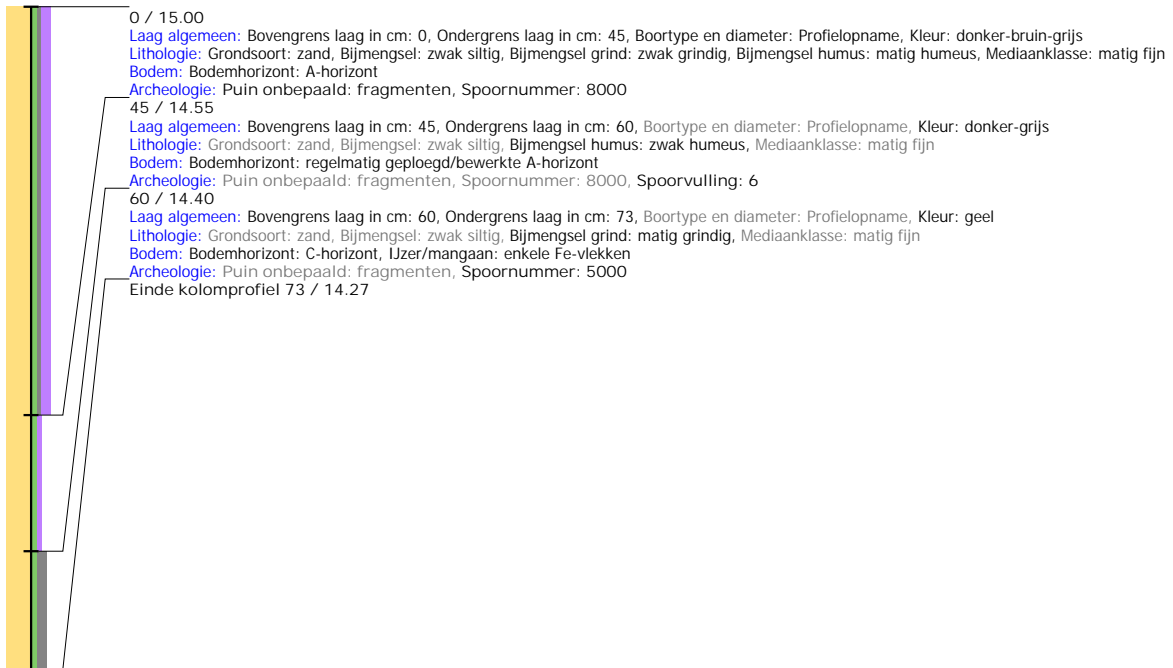 0 / 15.00
Laag algemeen: Bovengrens laag in cm: 0, Ondergrens laag in cm: 45, Boortype en diameter: Profielopname, Kleur: donker-bruin-grijs
Lithologie: Grondsoort: zand, Bijmengsel: zwak siltig, Bijmengsel grind: zwak grindig, Bijmengsel humus: matig humeus, Mediaanklasse: matig fijn
Bodem: Bodemhorizont: A-horizont
Archeologie: Puin onbepaald: fragmenten, Spoornummer: 8000
45 / 14.55
Laag algemeen: Bovengrens laag in cm: 45, Ondergrens laag in cm: 60, Boortype en diameter: Profielopname, Kleur: donker-grijs
Lithologie: Grondsoort: zand, Bijmengsel: zwak siltig, Bijmengsel humus: zwak humeus, Mediaanklasse: matig fijn
Bodem: Bodemhorizont: regelmatig geploegd/bewerkte A-horizont
Archeologie: Puin onbepaald: fragmenten, Spoornummer: 8000, Spoorvulling: 6
60 / 14.40
Laag algemeen: Bovengrens laag in cm: 60, Ondergrens laag in cm: 73, Boortype en diameter: Profielopname, Kleur: geel
Lithologie: Grondsoort: zand, Bijmengsel: zwak siltig, Bijmengsel grind: matig grindig, Mediaanklasse: matig fijn
Bodem: Bodemhorizont: C-horizont, IJzer/mangaan: enkele Fe-vlekken
Archeologie: Puin onbepaald: fragmenten, Spoornummer: 5000
Einde kolomprofiel 73 / 14.27